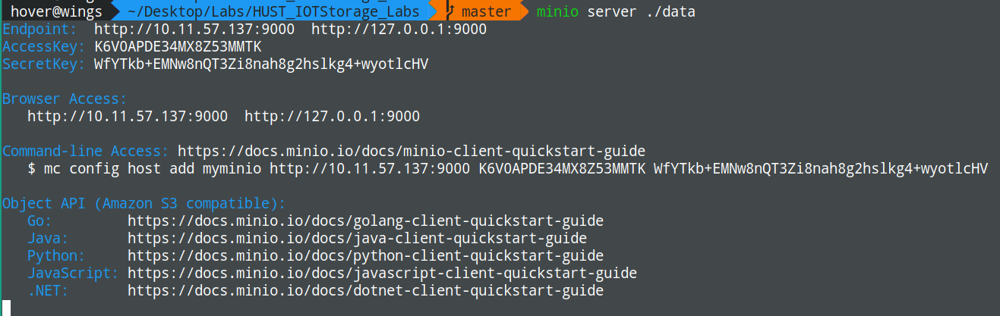 hover@wings ~/Desktop/Labs/HUST_IOTStorage_Labs master minio server ./data
Endpoint: http://10.11.57.137:9000 http://127.0.0.1:9000
AccessKey: K6V0APDE34MX8Z53MMTK
SecretKey: WfYTkb+EMNw8nQT3Zi8nah8g2hslkg4+wyotlcHV
Browser Access:
http://10.11.57.137:9000 http://127.0.0.1:9000
Command-line Access: https://docs.minio.io/docs/minio-client-quickstart-guide
$ mc config host add myminio http://10.11.57.137:9000 K6V0APDE34MX8Z53MMTK WfYTkb+EMNw8nQT3Zi8nah8g2hslkg4+wyotlcHV
Object API (Amazon S3 compatible):
Go: https://docs.minio.io/docs/golang-client-quickstart-guide
Java: https://docs.minio.io/docs/java-client-quickstart-guide
Python: https://docs.minio.io/docs/python-client-quickstart-guide
JavaScript: https://docs.minio.io/docs/javascript-client-quickstart-guide
.NET: https://docs.minio.io/docs/dotnet-client-quickstart-guide